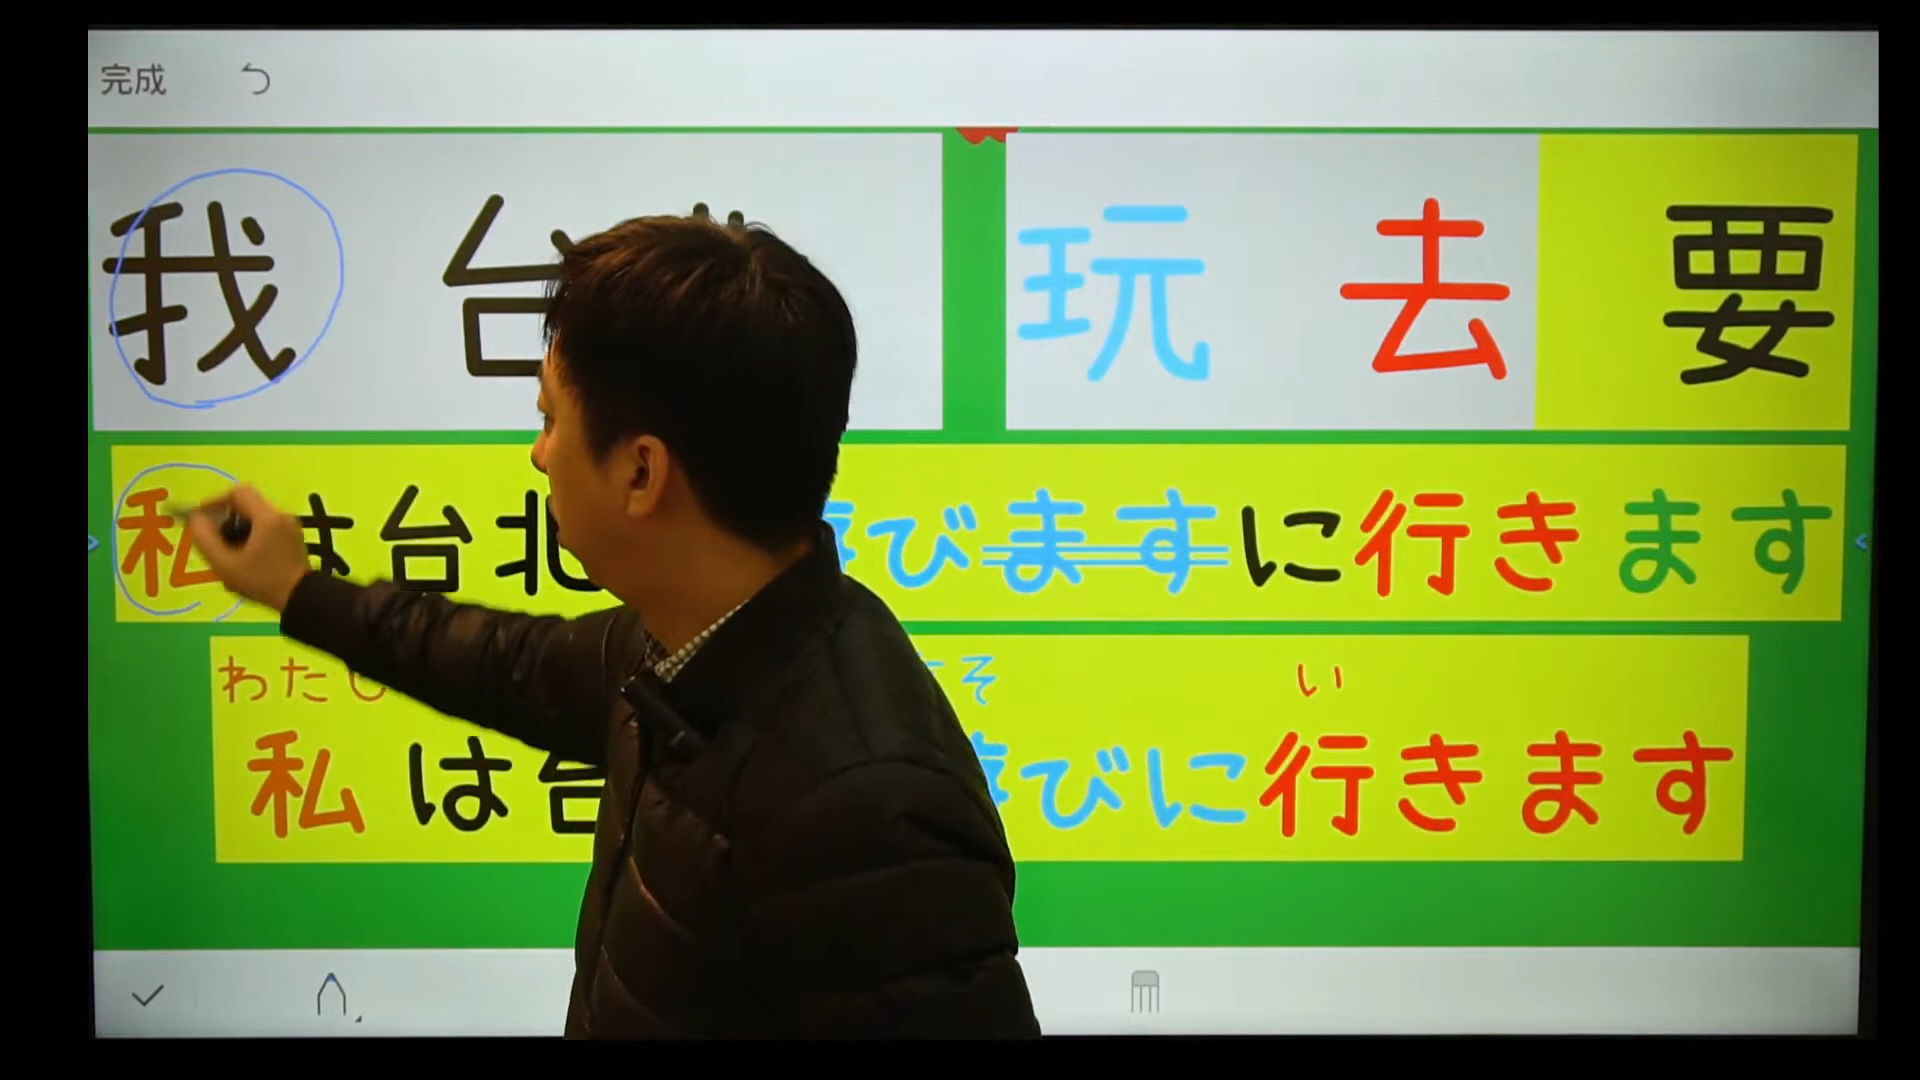 完成
我 台 玩 去 要
私は台北 びますに行きます
わたし そ い
私は台 遊びに行きます